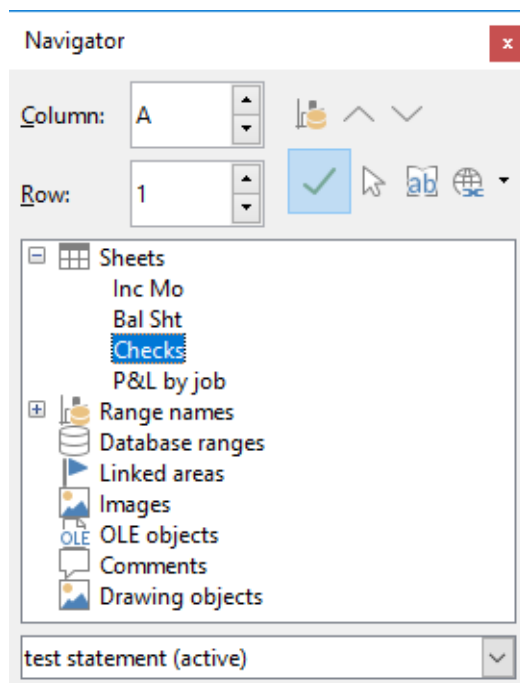 Navigator
x
Column: A
Row: 1
ab
Sheets
Inc Mo
Bal Sht
Checks
P&L by job
Range names
Database ranges
Linked areas
Images
OLE OLE objects
Comments
Drawing objects
test statement (active)